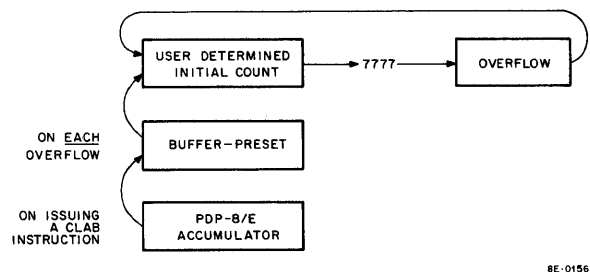 USER DETERMINED
INITIAL COUNT
7777
OVERFLOW
ON EACH
OVERFLOW
BUFFER-PRESET
ON ISSUING
A CLAB
INSTRUCTION
PDP-8/E
ACCUMULATOR
8E-0156